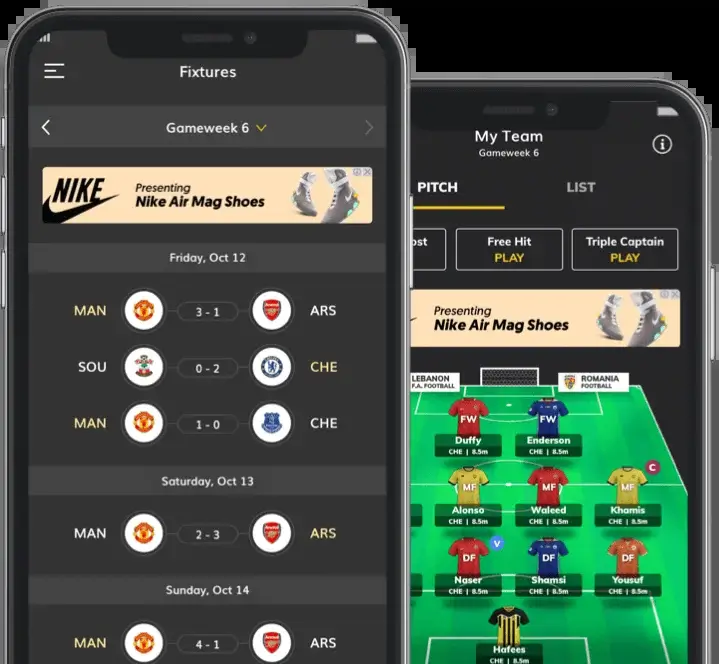 Fixtures
Gameweek 6
NIKE
Presenting
Nike Air Mag Shoes
Friday, Oct 12
MAN 3 - 1 ARS
SOU 0 - 2 CHE
MAN 1 - 0 CHE
Saturday, Oct 13
MAN 2 - 3 ARS
Sunday, Oct 14
MAN 4 - 1 ARS
My Team
Gameweek 6
PITCH LIST
ost
Free Hit
PLAY
Triple Captain
PLAY
Presenting
Nike Air Mag Shoes
LEBANON
F.A. FOOTBALL
ROMANIA
FOOTBALL
FW FW
Duffy Enderson
CHE | 8.5m CHE | 8.5m
C
MF MF MF
Alonso Waleed Khamis
CHE | 8.5m CHE | 8.5m CHE | 8.5m
V
DF DF DF
Naser Shamsi Yousuf
CHE | 8.5m CHE | 8.5m CHE | 8.5m
Hafees
CHE | 8.5m